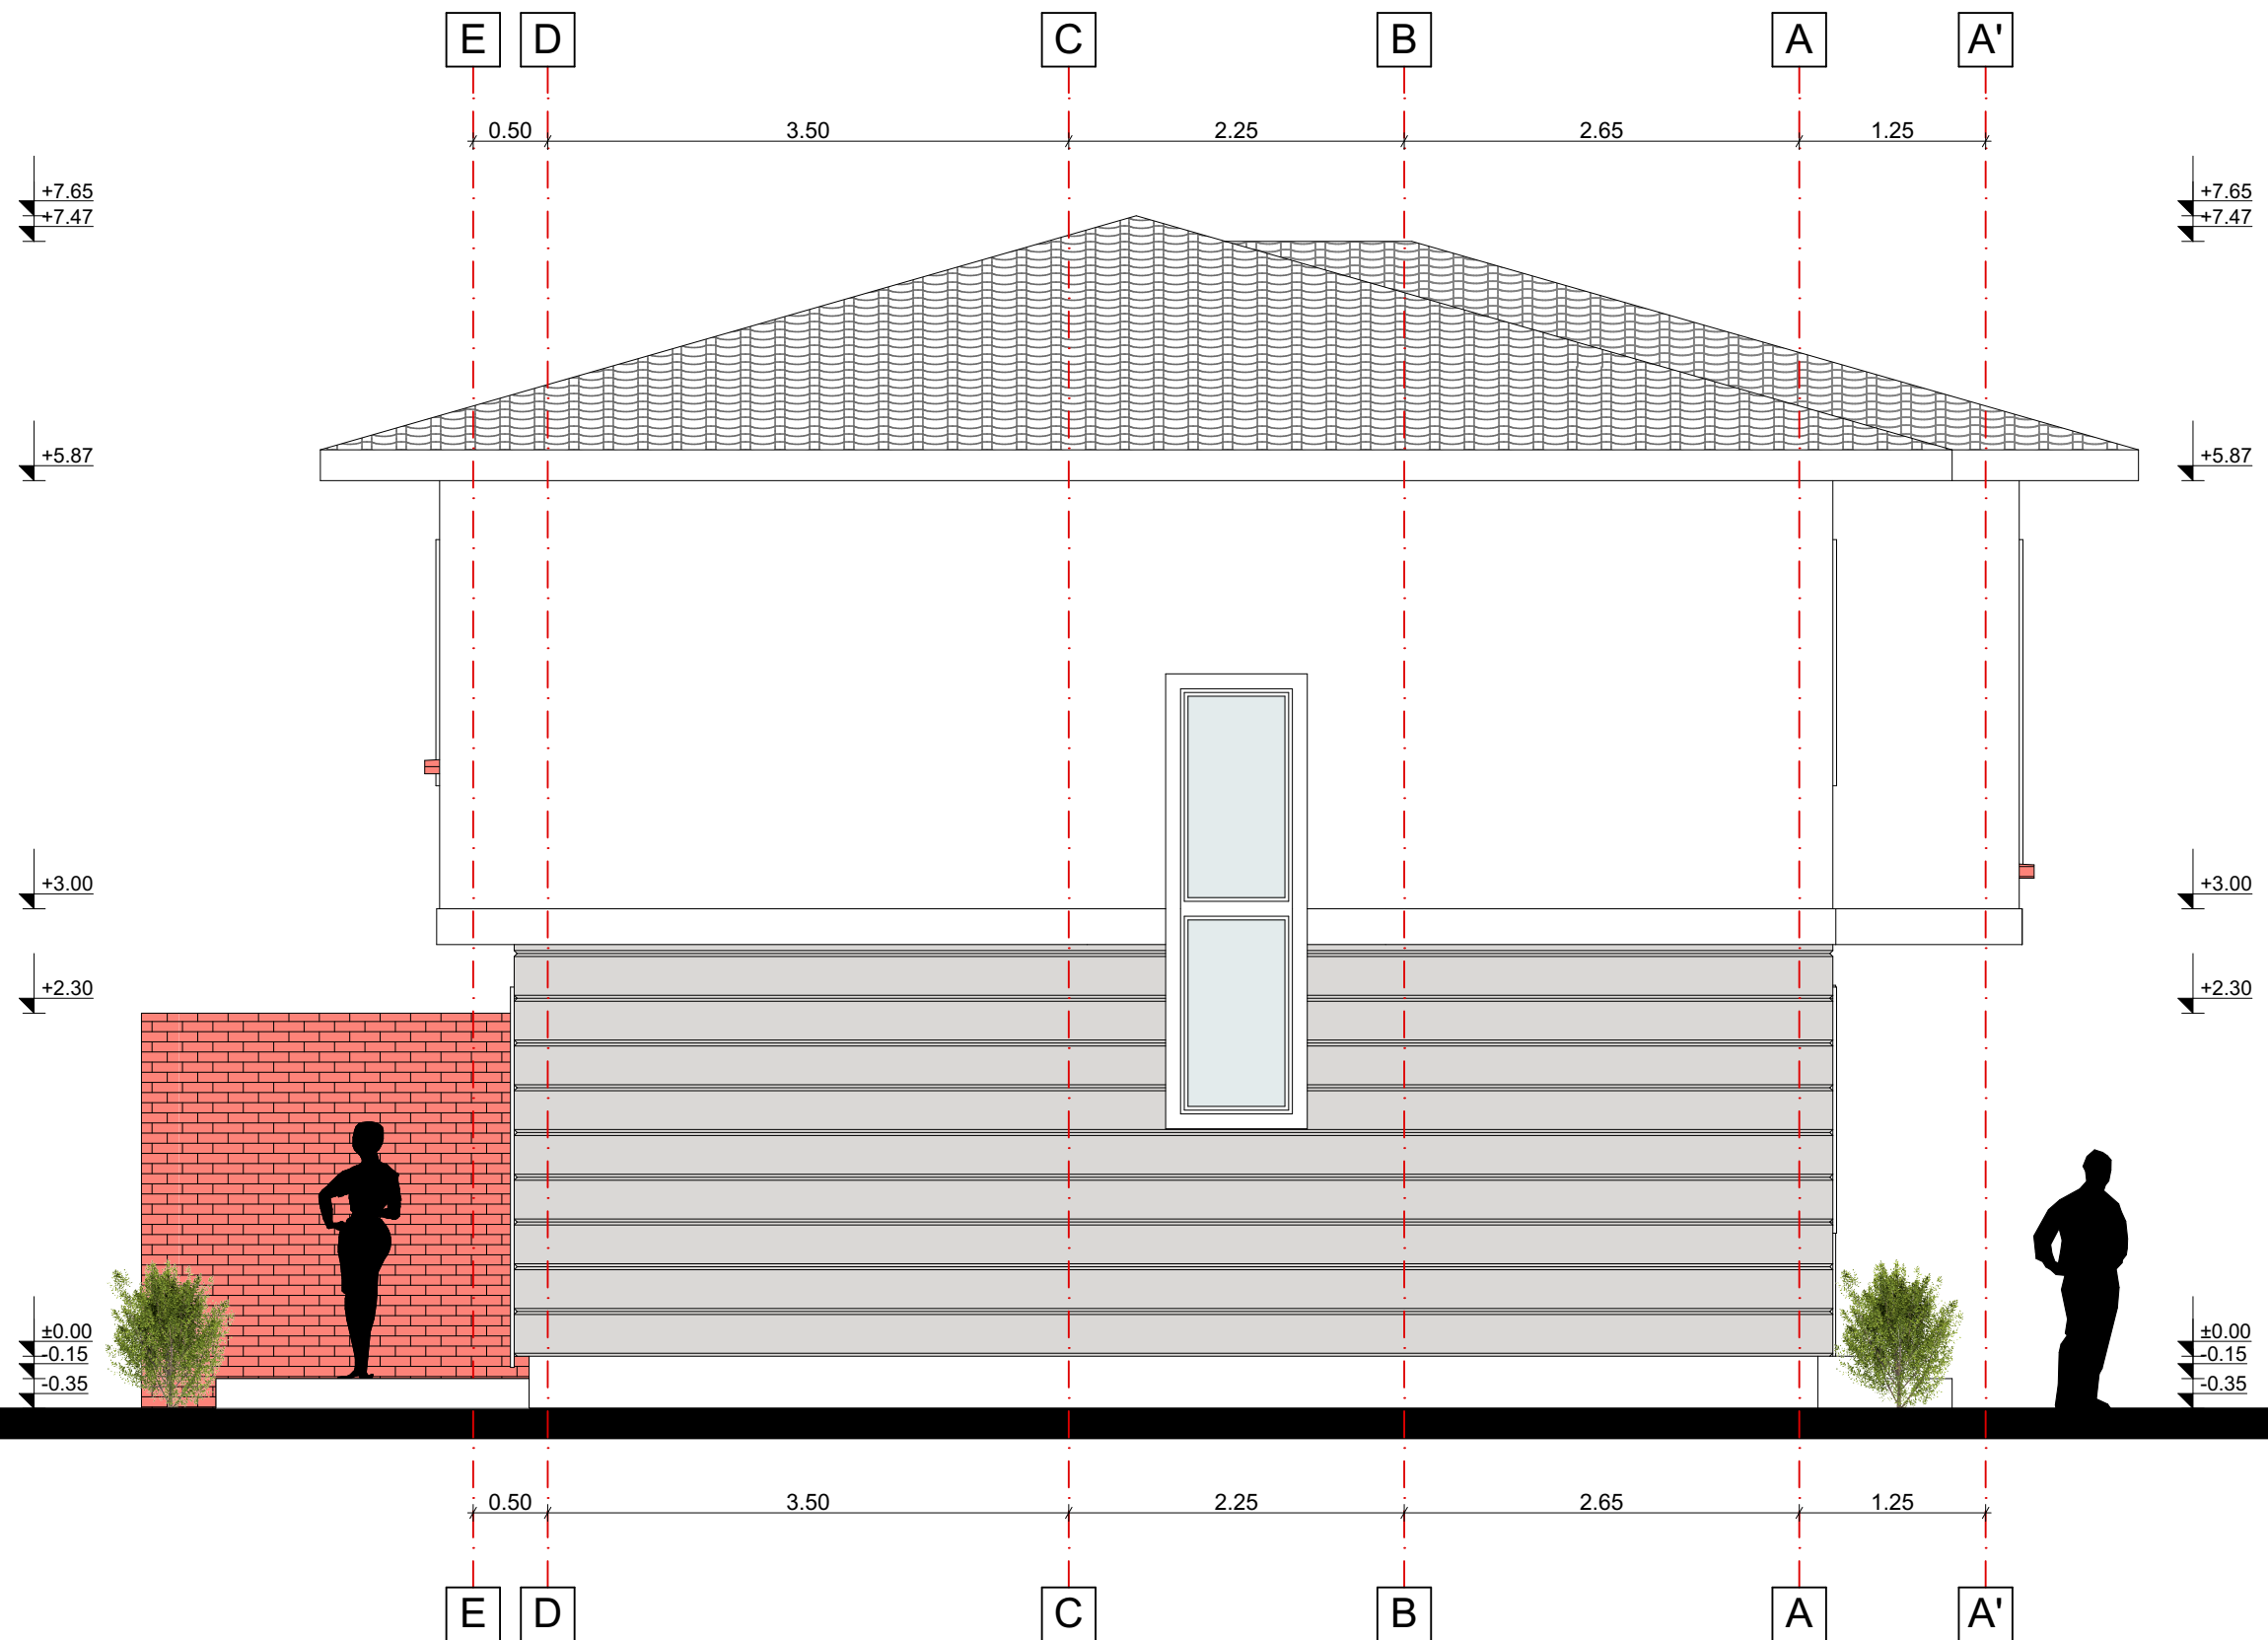 E D C B A A'
0.50 3.50 2.25 2.65 1.25
+7.65 +7.65
+7.47 +7.47
+5.87 +5.87
+3.00 +3.00
+2.30 +2.30
±0.00 ±0.00
-0.15 -0.15
-0.35 -0.35
0.50 3.50 2.25 2.65 1.25
E D C B A A'